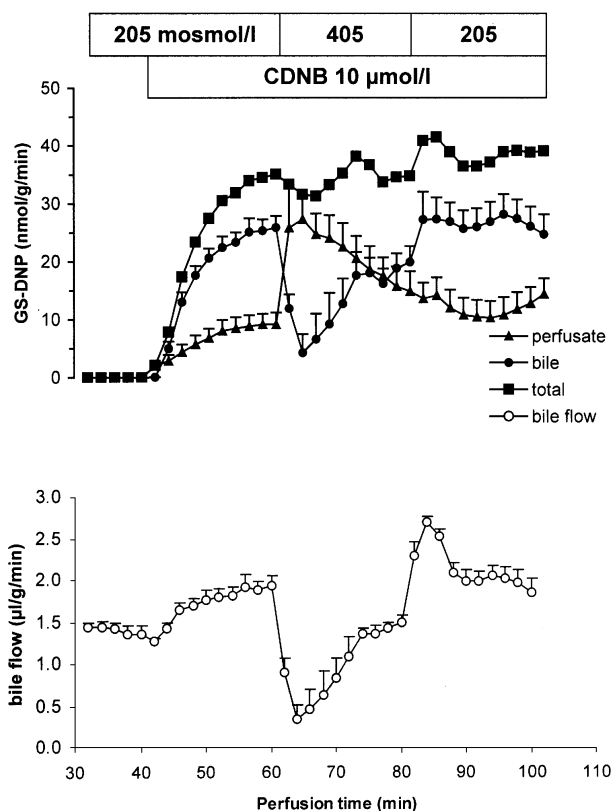 205 mosmol/l 405 205
CDNB 10 µmol/l
50
40
30
20
10
0
GS-DNP (nmol/g/min)
perfusate
bile
total
bile flow
3.0
2.5
2.0
1.5
1.0
0.5
0.0
bile flow (µl/g/min)
30 40 50 60 70 80 90 100 110
Perfusion time (min)